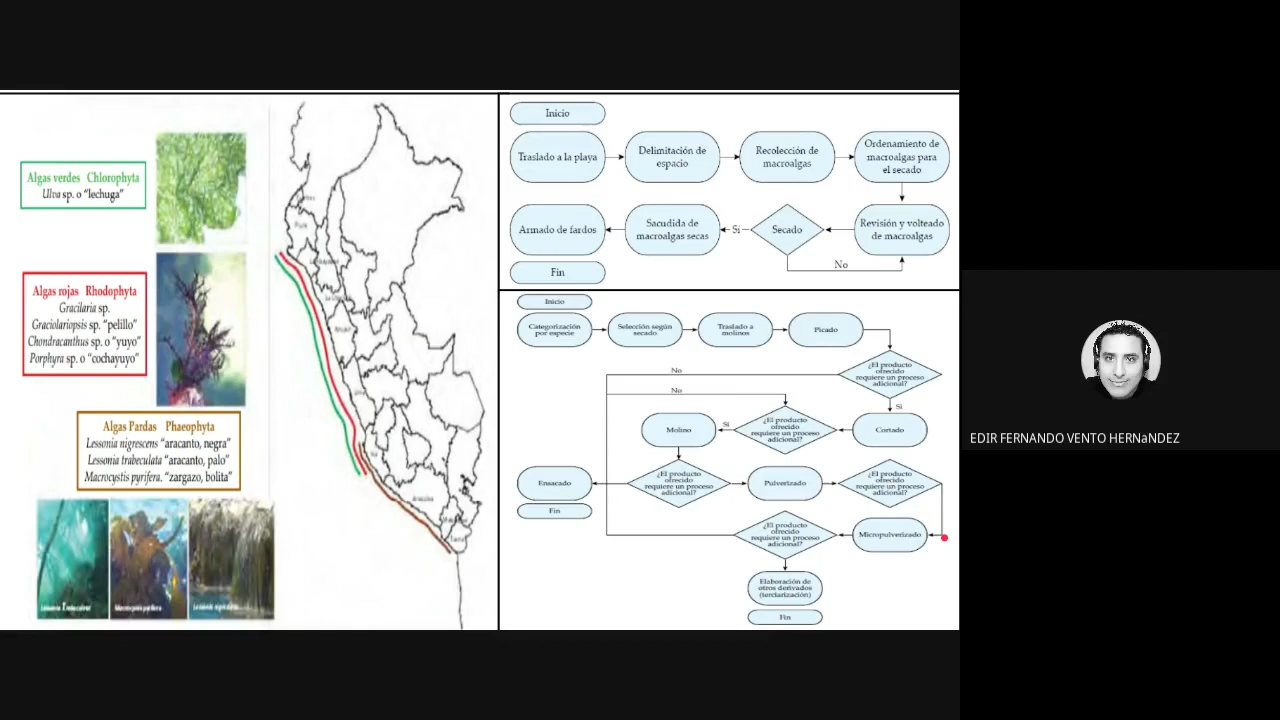 Algas verdes Chlorophyta
Ulva sp. o “lechuga”
Algas rojas Rhodophyta
Gracilaria sp.
Graciolariopsis sp. “pelillo”
Chondracanthus sp. o “yuyo”
Porphyra sp. o “cochayuyo”
Algas Pardas Phaeophyta
Lessonia nigrescens “aracanto, negra”
Lessonia trabeculata “aracanto, palo”
Macrocystis pyrifera. “zargazo, bolita”
Inicio
Traslado a la playa
Delimitación de
espacio
Recolección de
macroalgas
Ordenamiento de
macroalgas para
el secado
Armado de fardos
Sacudida de
macroalgas secas
Sí
Secado
Revisión y volteado
de macroalgas
No
Fin
Inicio
Categorización
por especie
Selección según
secado
Traslado a
molinos
Picado
¿El producto
ofrecido
requiere un proceso
adicional?
No
No
Sí
Molino
Sí
¿El producto
ofrecido
requiere un proceso
adicional?
Cortado
Ensacado
¿El producto
ofrecido
requiere un proceso
adicional?
Pulverizado
¿El producto
ofrecido
requiere un proceso
adicional?
Fin
¿El producto
ofrecido
requiere un proceso
adicional?
Micropulverizado
Elaboración de
otros derivados
(terciarización)
Fin
EDIR FERNANDO VENTO HERNàNDEZ